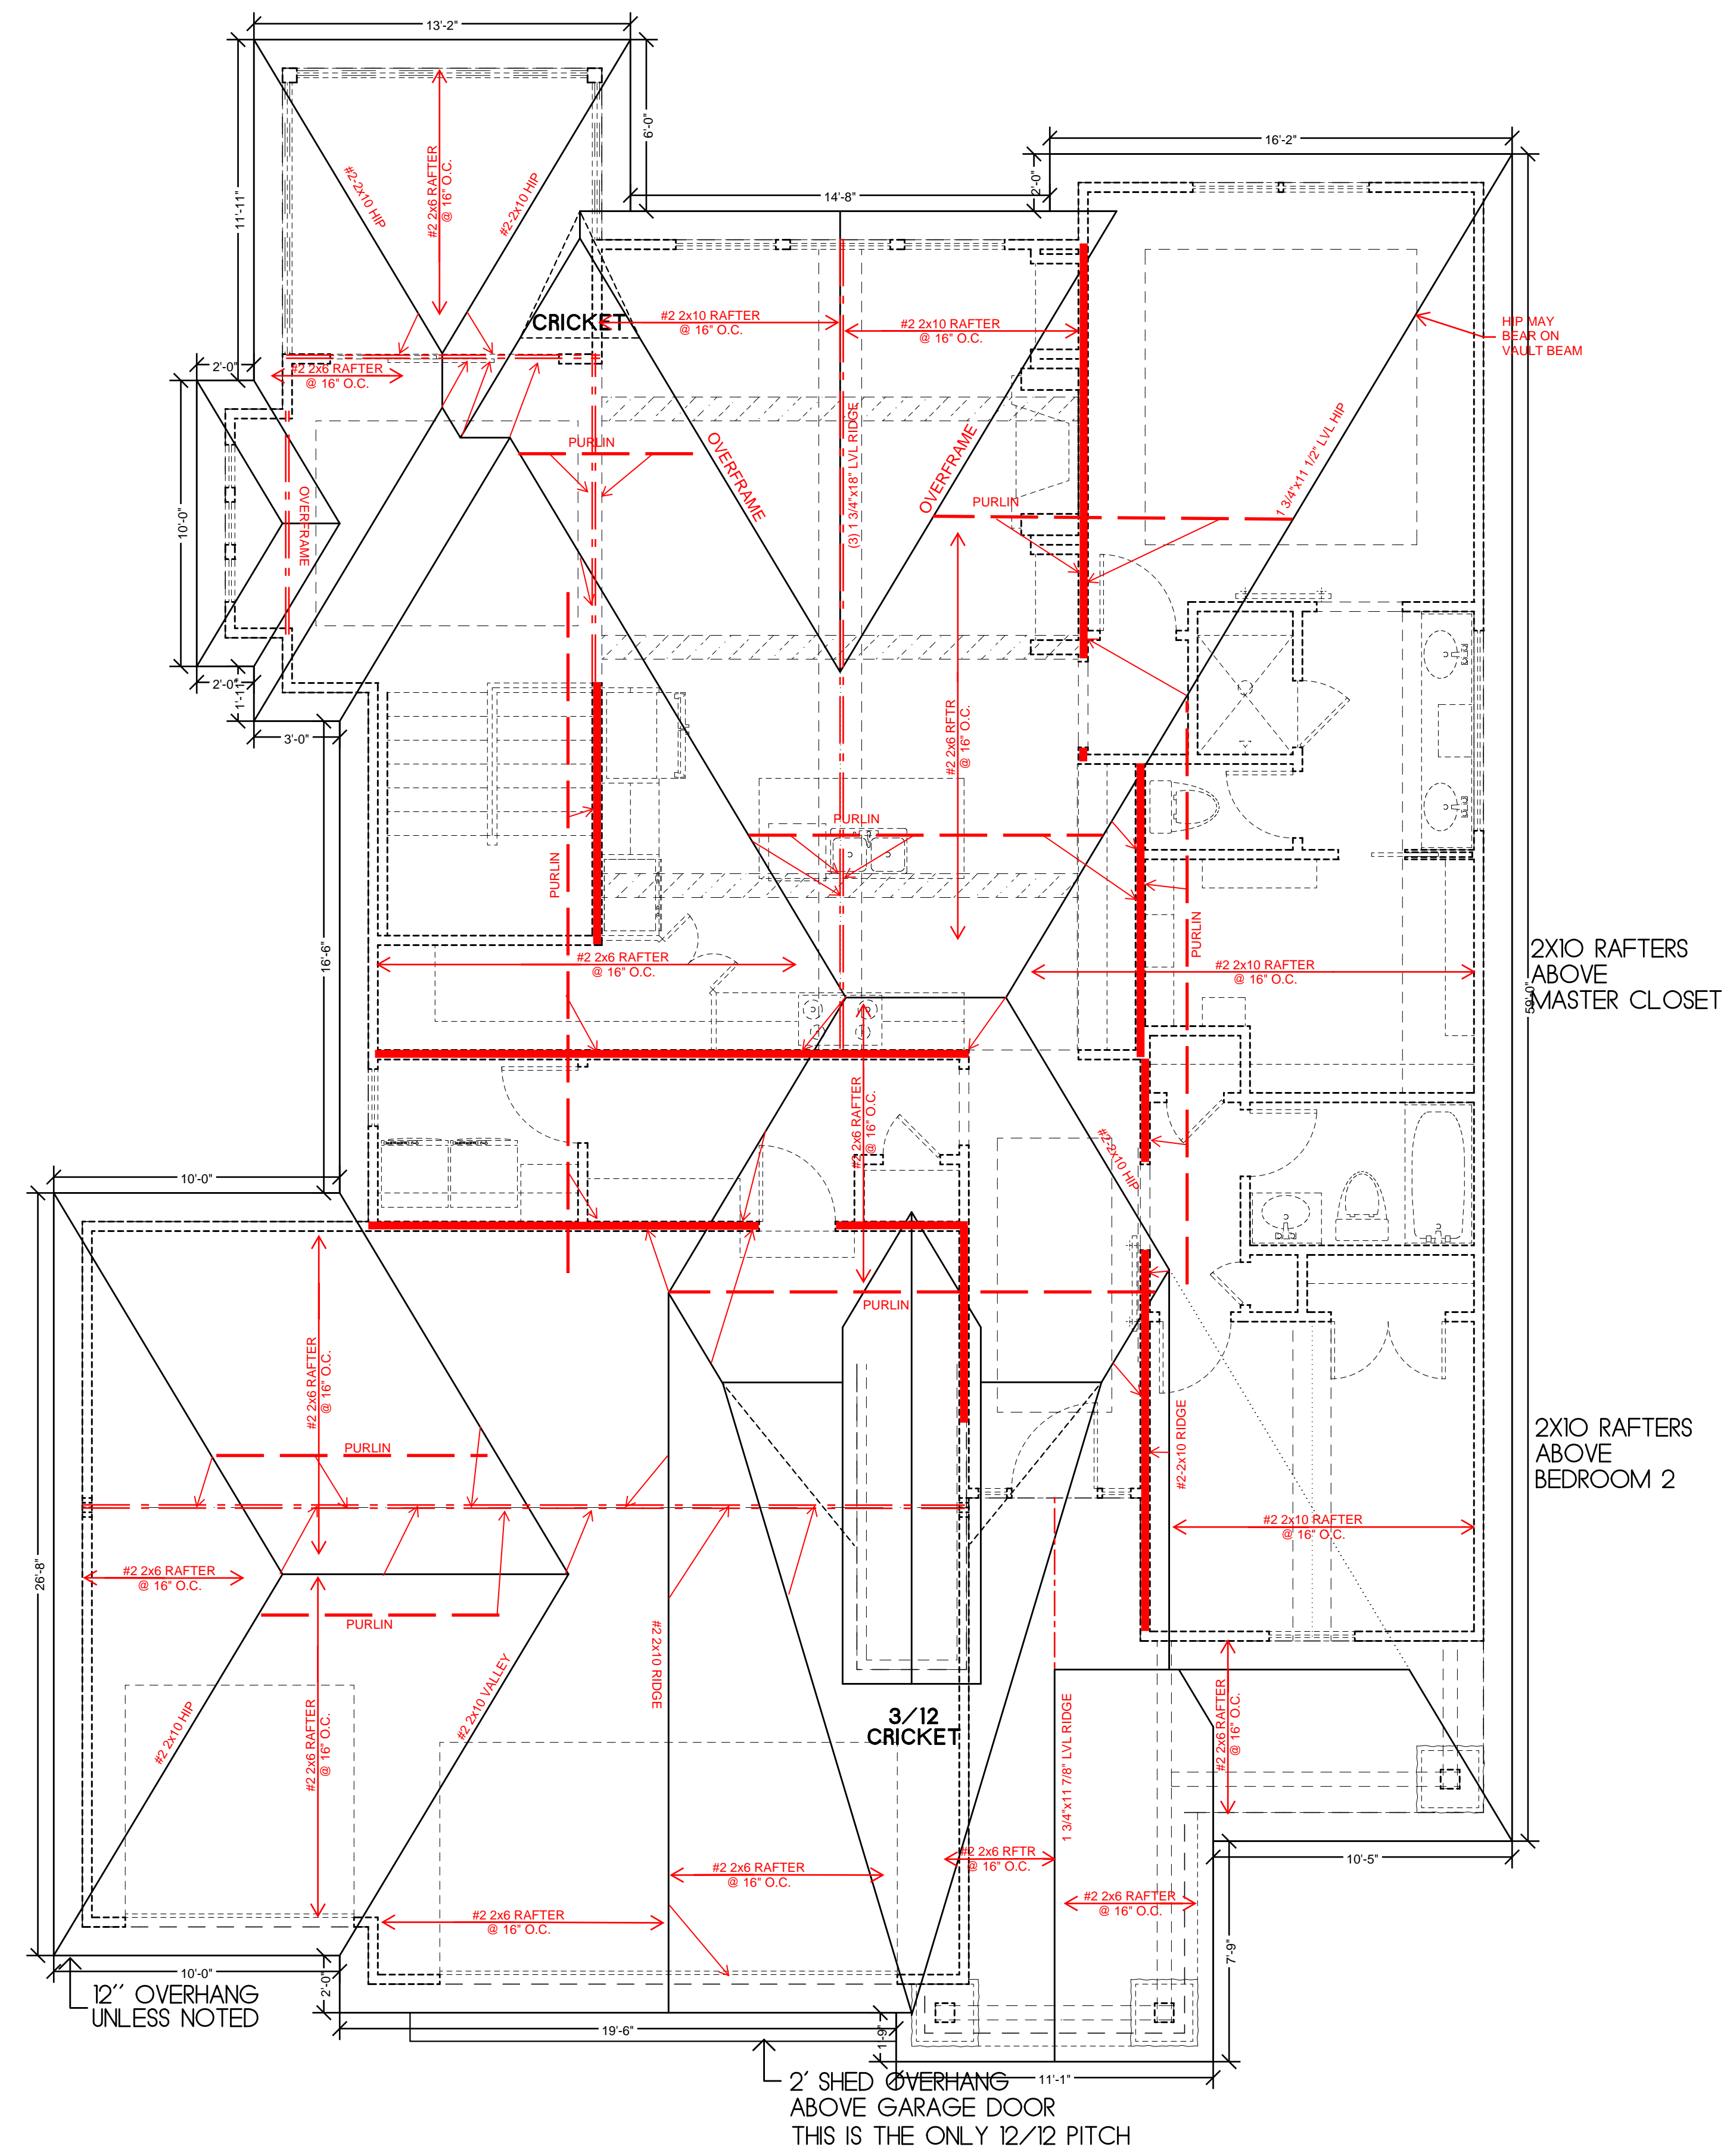 13'-2"
6'-0"
16'-2"
2'-0"
14'-8"
11'-11"
#2-2x10 HIP
#2 2x6 RAFTER
@ 16" O.C.
#2-2x10 HIP
CRICKET
#2 2x10 RAFTER
@ 16" O.C.
#2 2x10 RAFTER
@ 16" O.C.
HIP MAY
BEAR ON
VAULT BEAM
2'-0"
#2 2x6 RAFTER
@ 16" O.C.
PURLIN
OVERFRAME
(3) 1 3/4"x18" LVL RIDGE
OVERFRAME
1 3/4"x11 1/2" LVL HIP
PURLIN
10'-0"
OVERFRAME
2'-0"
1'-11"
3'-0"
#2 2x6 RFTR
@ 16" O.C.
PURLIN
PURLIN
PURLIN
16'-6"
#2 2x6 RAFTER
@ 16" O.C.
#2 2x10 RAFTER
@ 16" O.C.
2X10 RAFTERS
ABOVE
MASTER CLOSET
59'-0"
#2 2x6 RAFTER
@ 16" O.C.
#2-2x10 HIP
10'-0"
PURLIN
#2 2x6 RAFTER
@ 16" O.C.
PURLIN
#2-2x10 RIDGE
2X10 RAFTERS
ABOVE
BEDROOM 2
#2 2x10 RAFTER
@ 16" O.C.
26'-8"
#2 2x6 RAFTER
@ 16" O.C.
PURLIN
#2 2x10 RIDGE
#2 2x10 HIP
#2 2x6 RAFTER
@ 16" O.C.
#2 2x10 VALLEY
3/12
CRICKET
1 3/4"x11 7/8" LVL RIDGE
#2 2x6 RAFTER
@ 16" O.C.
#2 2x6 RAFTER
@ 16" O.C.
#2 2x6 RFTR
@ 16" O.C.
#2 2x6 RAFTER
@ 16" O.C.
10'-5"
#2 2x6 RAFTER
@ 16" O.C.
7'-9"
10'-0"
2'-0"
12" OVERHANG
UNLESS NOTED
19'-6"
1'-9"
11'-1"
2' SHED OVERHANG
ABOVE GARAGE DOOR
THIS IS THE ONLY 12/12 PITCH